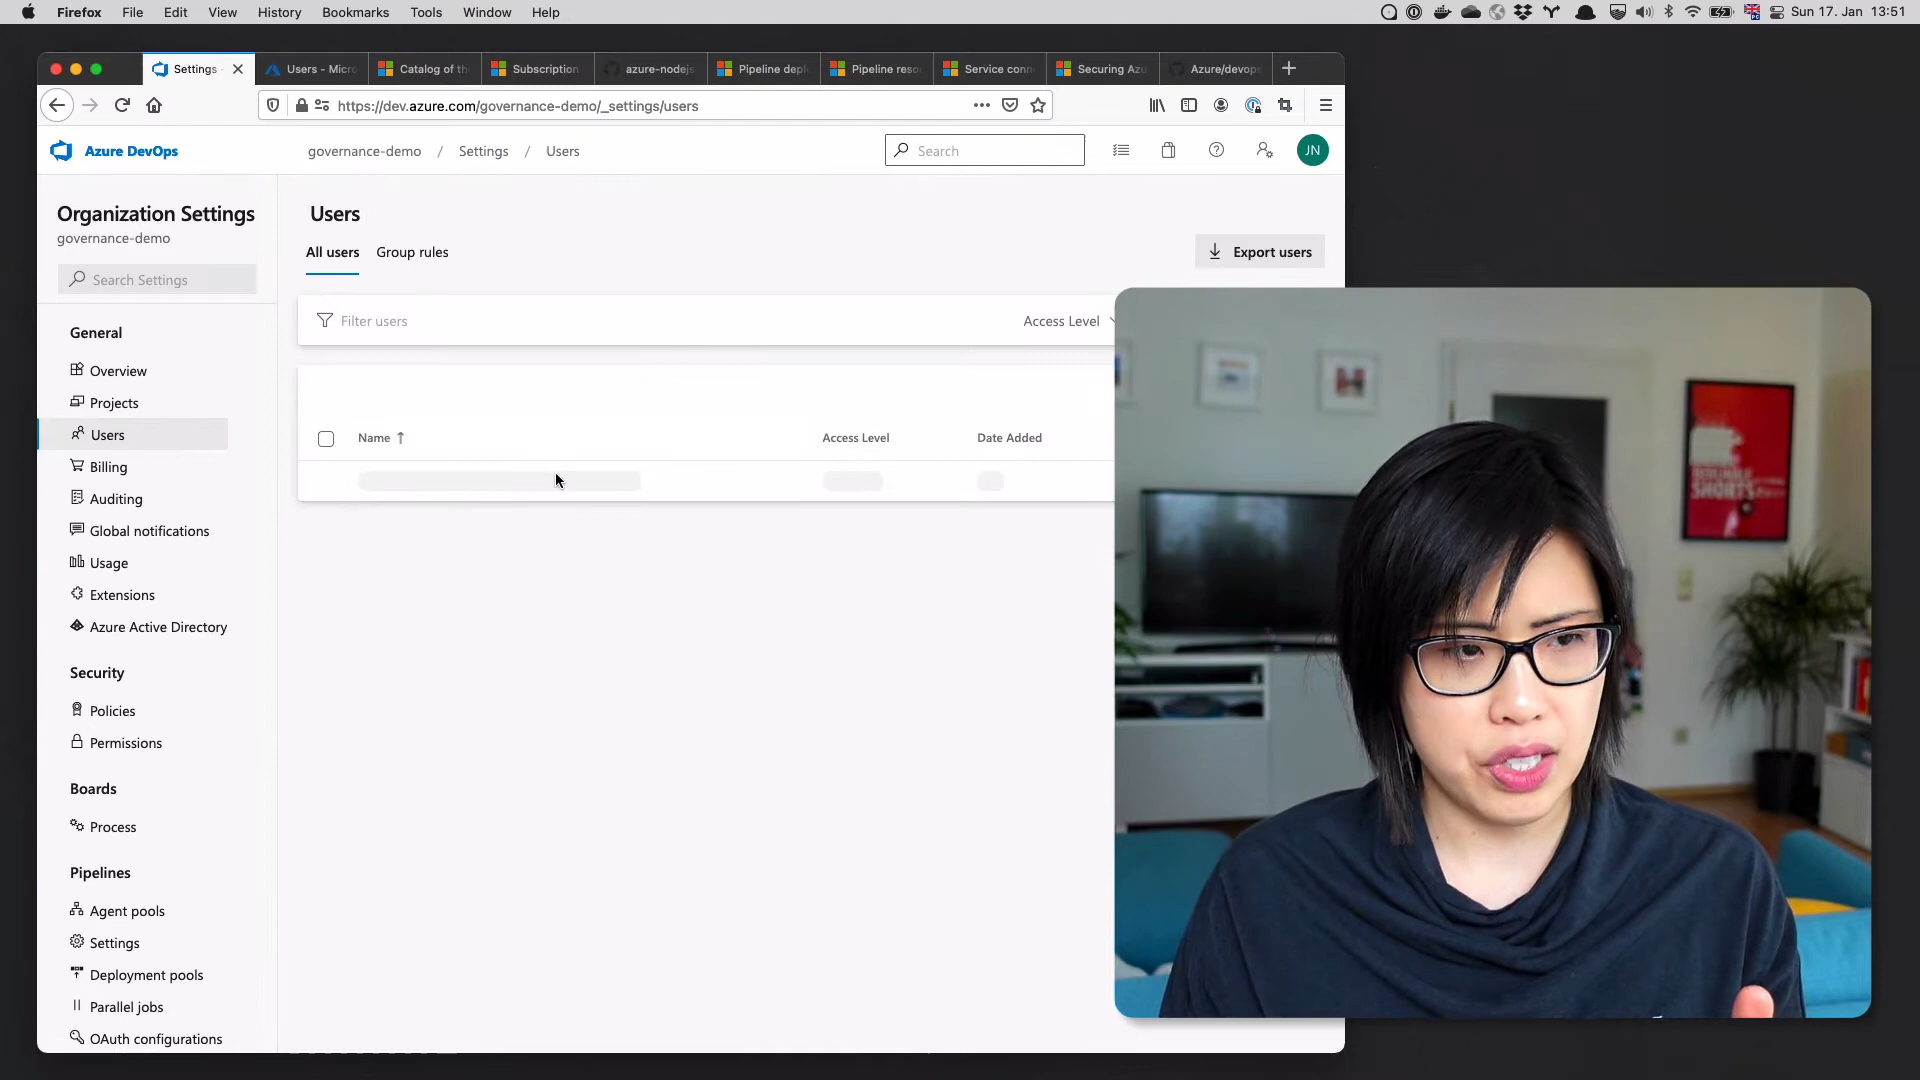 Firefox File Edit View History Bookmarks Tools Window Help Sun 17. Jan 13:51
Settings Users - Micro Catalog of th Subscription azure-nodejs Pipeline depl Pipeline reso Service conn Securing Azu Azure/devops
https://dev.azure.com/governance-demo/_settings/users
Azure DevOps
governance-demo / Settings / Users
Search
JN
Organization Settings
governance-demo
Search Settings
General
Overview
Projects
Users
Billing
Auditing
Global notifications
Usage
Extensions
Azure Active Directory
Security
Policies
Permissions
Boards
Process
Pipelines
Agent pools
Settings
Deployment pools
Parallel jobs
OAuth configurations
Users
All users Group rules
Export users
Filter users
Access Level
Name ↑ Access Level Date Added
SHORTS